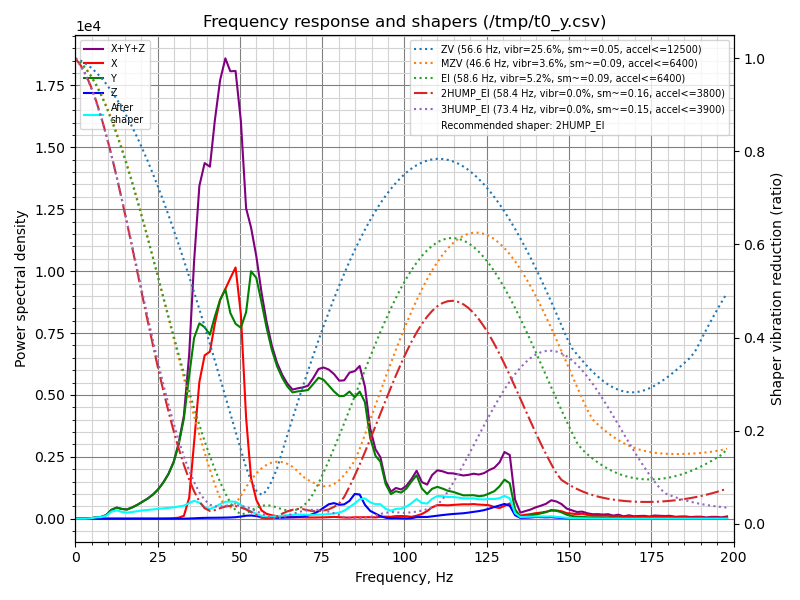 Frequency response and shapers (/tmp/t0_y.csv)
1e4
X+Y+Z
X
Y
Z
After
shaper
ZV (56.6 Hz, vibr=25.6%, sm~=0.05, accel<=12500)
MZV (46.6 Hz, vibr=3.6%, sm~=0.09, accel<=6400)
EI (58.6 Hz, vibr=5.2%, sm~=0.09, accel<=6400)
2HUMP_EI (58.4 Hz, vibr=0.0%, sm~=0.16, accel<=3800)
3HUMP_EI (73.4 Hz, vibr=0.0%, sm~=0.15, accel<=3900)
Recommended shaper: 2HUMP_EI
Power spectral density
1.75
1.50
1.25
1.00
0.75
0.50
0.25
0.00
1.0
0.8
0.6
0.4
0.2
0.0
Shaper vibration reduction (ratio)
0 25 50 75 100 125 150 175 200
Frequency, Hz